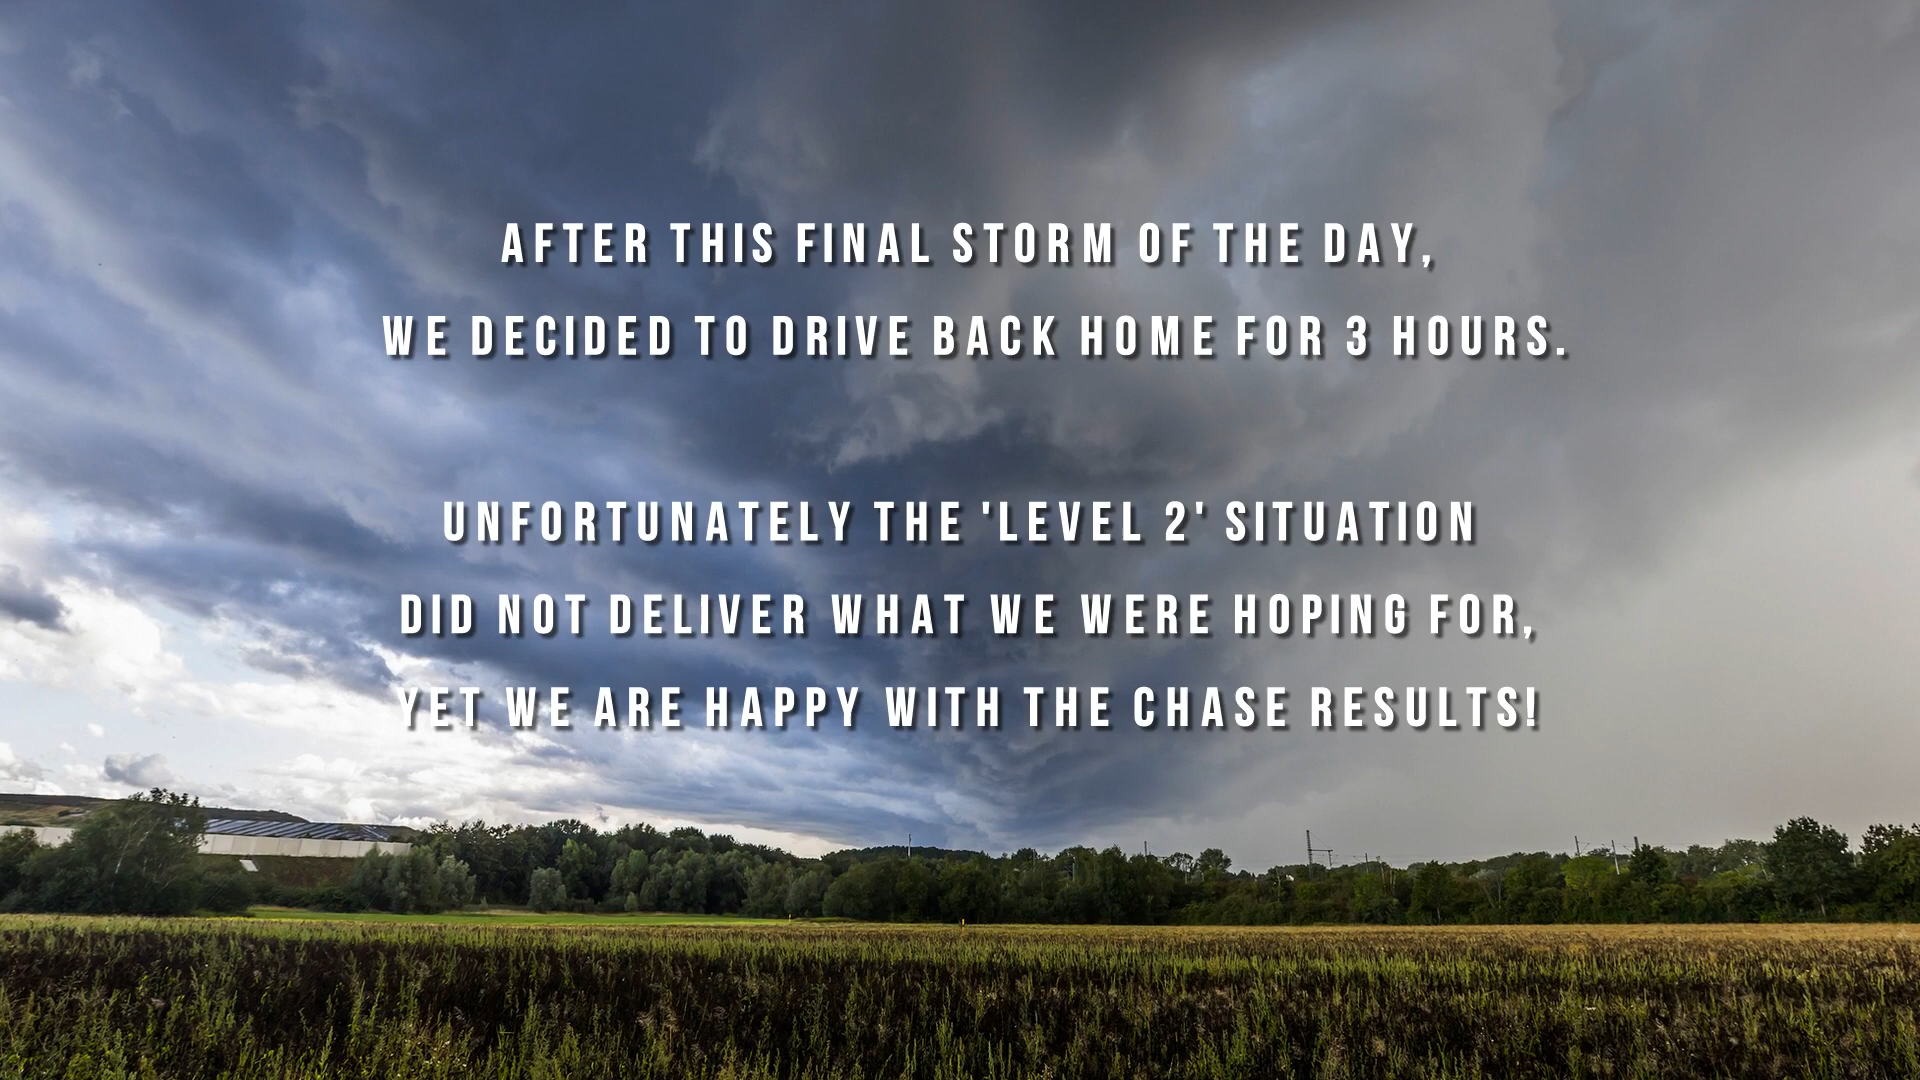 AFTER THIS FINAL STORM OF THE DAY,
WE DECIDED TO DRIVE BACK HOME FOR 3 HOURS.
UNFORTUNATELY THE 'LEVEL 2' SITUATION
DID NOT DELIVER WHAT WE WERE HOPING FOR,
YET WE ARE HAPPY WITH THE CHASE RESULTS!